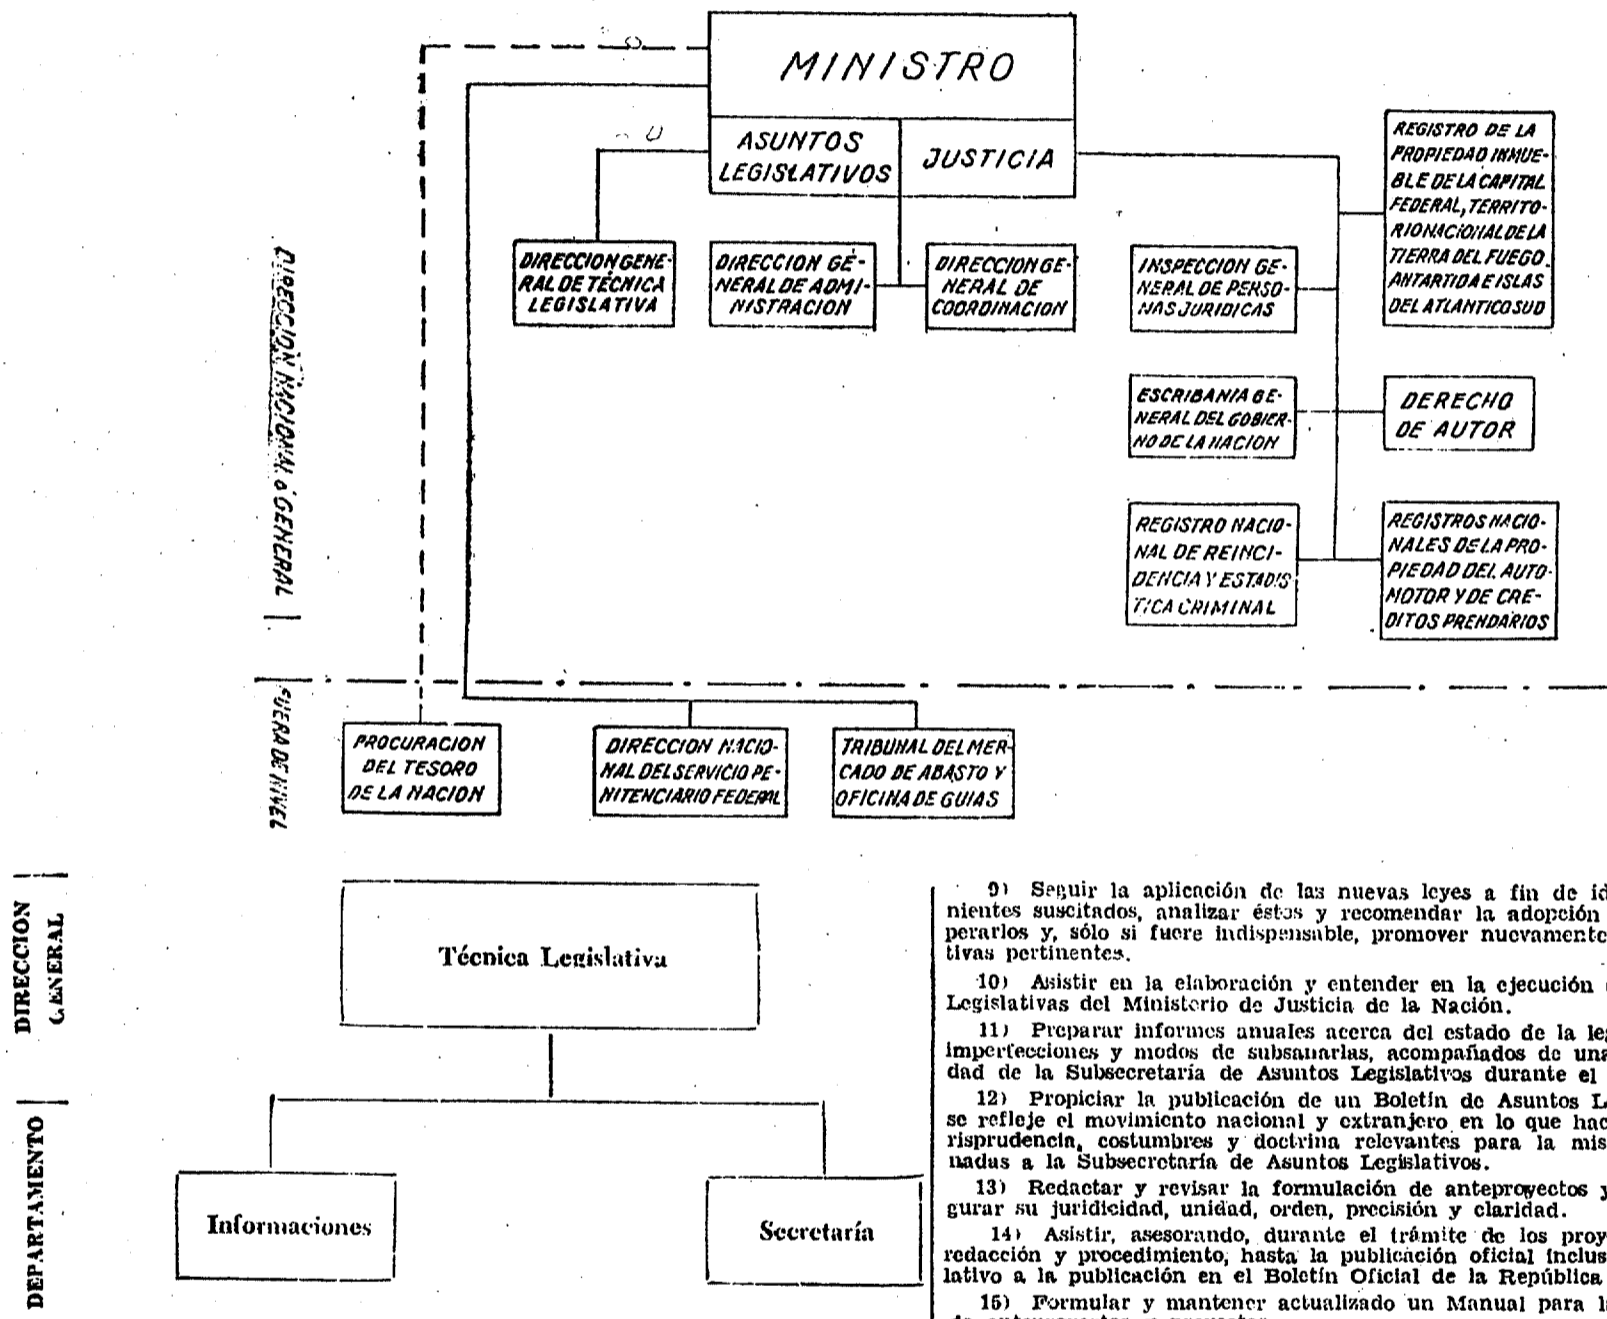 MINISTRO
ASUNTOS
LEGISLATIVOS
JUSTICIA
DIRECCION NACIONAL ó GENERAL
DIRECCION GENE-
RAL DE TÉCNICA
LEGISLATIVA
DIRECCION GE-
NERAL DE ADMI-
NISTRACION
DIRECCION GE-
NERAL DE
COORDINACION
INSPECCION GE-
NERAL DE PERSO-
NAS JURIDICAS
REGISTRO DE LA
PROPIEDAD INMUE-
BLE DE LA CAPITAL
FEDERAL, TERRITO-
RIO NACIONAL DE LA
TIERRA DEL FUEGO
ANTARTIDA E ISLAS
DEL ATLANTICO SUD
ESCRIBANIA GE-
NERAL DEL GOBIER-
NO DE LA NACION
DERECHO
DE AUTOR
REGISTRO NACIO-
NAL DE REINCI-
DENCIA Y ESTADIS
TICA CRIMINAL
REGISTROS NACIO-
NALES DE LA PRO-
PIEDAD DEL AUTO-
MOTOR Y DE CRE-
DITOS PRENDARIOS
FUERA DE NIVEL
PROCURACION
DEL TESORO
DE LA NACION
DIRECCION NACIO-
NAL DEL SERVICIO PE-
NITENCIARIO FEDERAL
TRIBUNAL DEL MER-
CADO DE ABASTO Y
OFICINA DE GUIAS
DIRECCION
GENERAL
Técnica Legislativa
DEPARTAMENTO
Informaciones
Secretaría
9) Seguir la aplicación de las nuevas leyes a fin de id
nientes suscitados, analizar éstos y recomendar la adopción
perarlos y, sólo si fuere indispensable, promover nuevamente
tivas pertinentes.
10) Asistir en la elaboración y entender en la ejecución
Legislativas del Ministerio de Justicia de la Nación.
11) Preparar informes anuales acerca del estado de la leg
imperfecciones y modos de subsanarlas, acompañados de una
dad de la Subsecretaría de Asuntos Legislativos durante el
12) Propiciar la publicación de un Boletín de Asuntos L
se refleje el movimiento nacional y extranjero en lo que hac
risprudencia, costumbres y doctrina relevantes para la mis
nadas a la Subsecretaría de Asuntos Legislativos.
13) Redactar y revisar la formulación de anteproyectos y
gurar su juridicidad, unidad, orden, precisión y claridad.
14) Asistir, asesorando, durante el trámite de los proy
redacción y procedimiento, hasta la publicación oficial inclus
lativo a la publicación en el Boletín Oficial de la República
15) Formular y mantener actualizado un Manual para l